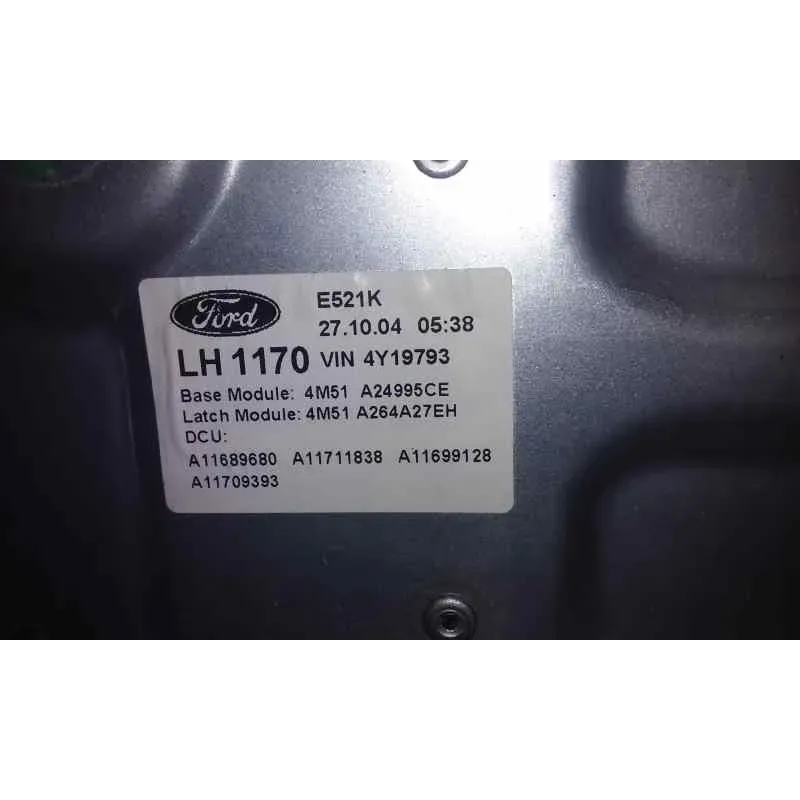 Ford E521K
27.10.04 05:38
LH 1170 VIN 4Y19793
Base Module: 4M51 A24995CE
Latch Module: 4M51 A264A27EH
DCU:
A11689680 A11711838 A11699128
A11709393